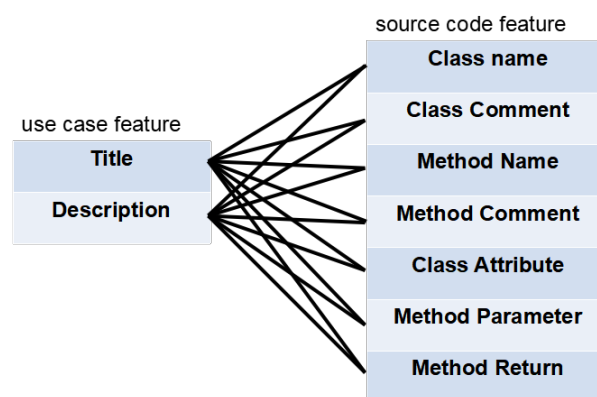 source code feature
Class name
Class Comment
use case feature
Title
Method Name
Description
Method Comment
Class Attribute
Method Parameter
Method Return